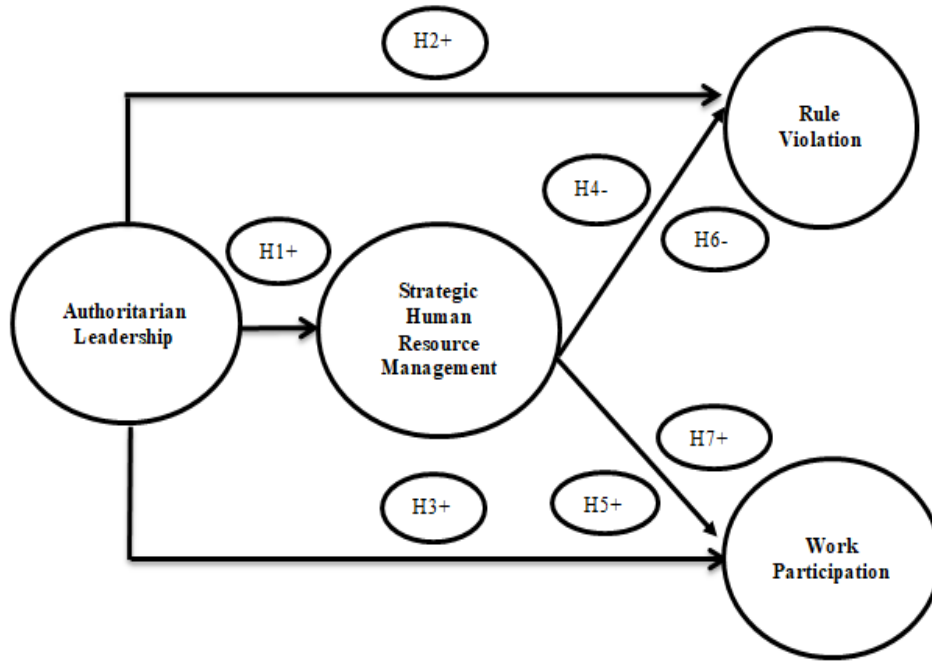 H2+
Rule
Violation
H4-
H6-
H1+
Authoritarian
Leadership
Strategic
Human
Resource
Management
H7+
H3+
H5+
Work
Participation